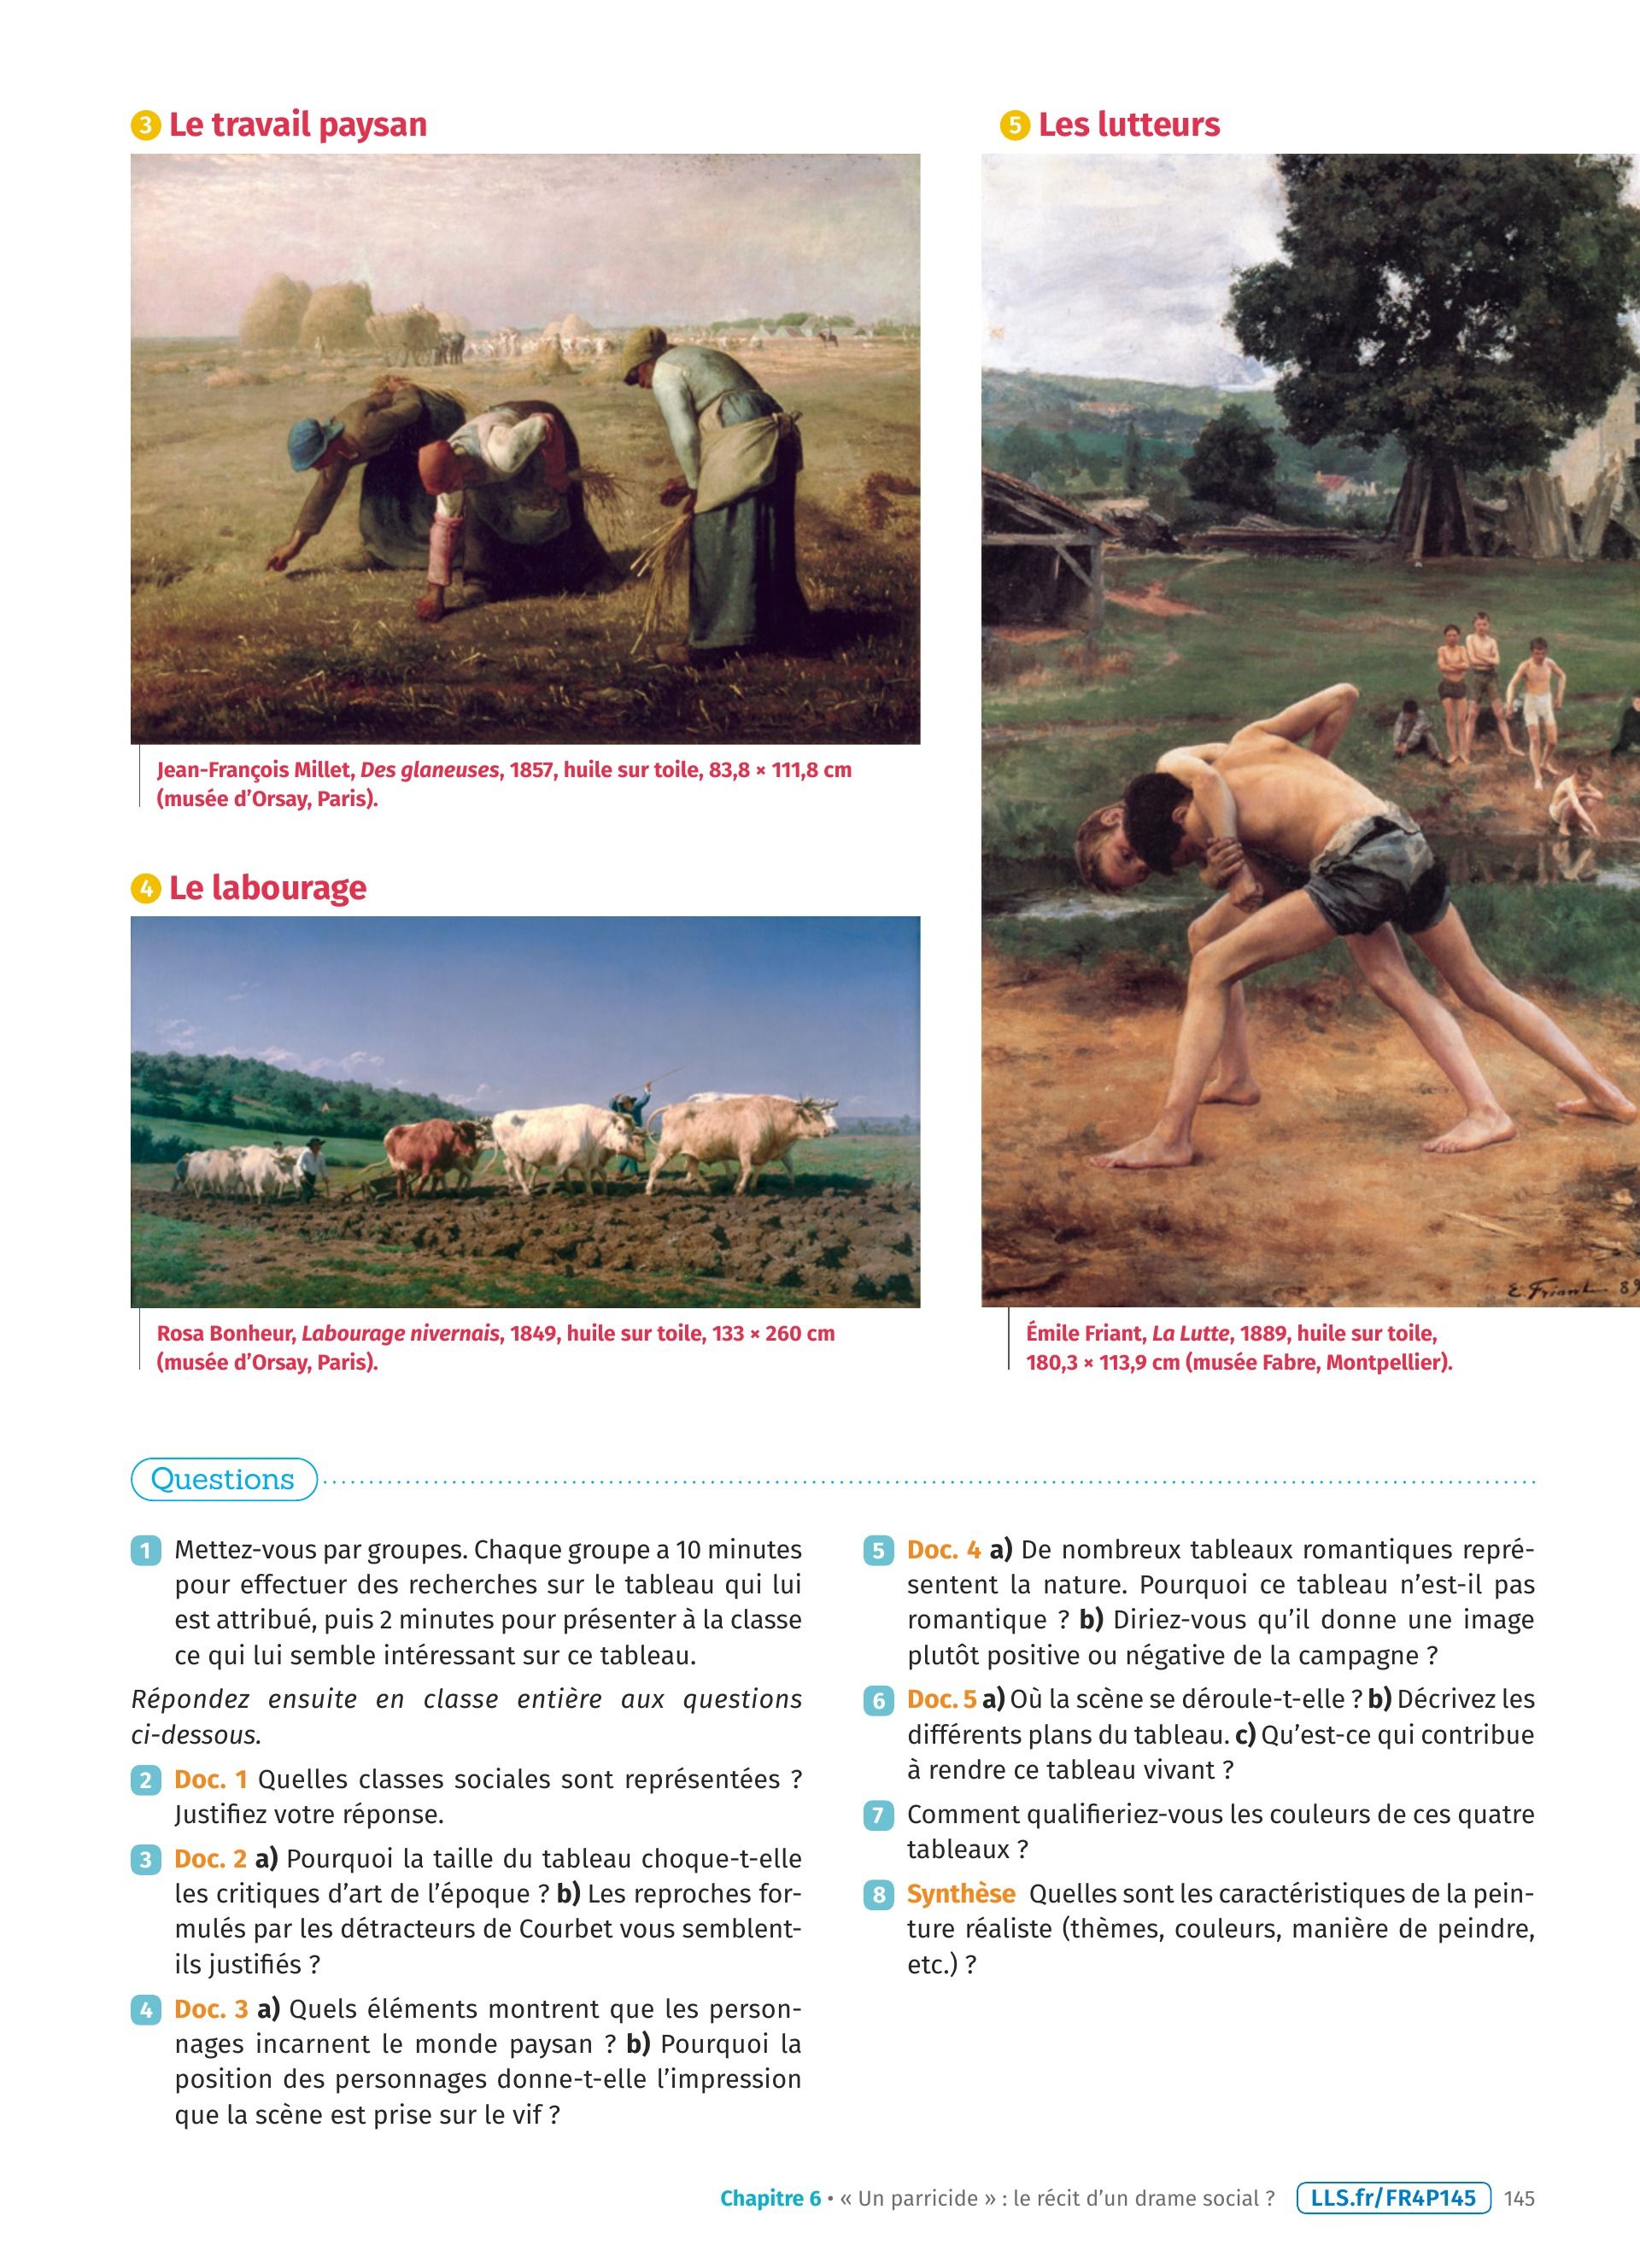 3 Le travail paysan
Jean-François Millet, Des glaneuses, 1857, huile sur toile, 83,8 × 111,8 cm
(musée d’Orsay, Paris).
4 Le labourage
Rosa Bonheur, Labourage nivernais, 1849, huile sur toile, 133 × 260 cm
(musée d’Orsay, Paris).
5 Les lutteurs
E. Friant 89
Émile Friant, La Lutte, 1889, huile sur toile,
180,3 × 113,9 cm (musée Fabre, Montpellier).
Questions
1 Mettez-vous par groupes. Chaque groupe a 10 minutes
pour effectuer des recherches sur le tableau qui lui
est attribué, puis 2 minutes pour présenter à la classe
ce qui lui semble intéressant sur ce tableau.
Répondez ensuite en classe entière aux questions
ci-dessous.
2 Doc. 1 Quelles classes sociales sont représentées ?
Justifiez votre réponse.
3 Doc. 2 a) Pourquoi la taille du tableau choque-t-elle
les critiques d’art de l’époque ? b) Les reproches for-
mulés par les détracteurs de Courbet vous semblent-
ils justifiés ?
4 Doc. 3 a) Quels éléments montrent que les person-
nages incarnent le monde paysan ? b) Pourquoi la
position des personnages donne-t-elle l’impression
que la scène est prise sur le vif ?
5 Doc. 4 a) De nombreux tableaux romantiques repré-
sentent la nature. Pourquoi ce tableau n’est-il pas
romantique ? b) Diriez-vous qu’il donne une image
plutôt positive ou négative de la campagne ?
6 Doc. 5 a) Où la scène se déroule-t-elle ? b) Décrivez les
différents plans du tableau. c) Qu’est-ce qui contribue
à rendre ce tableau vivant ?
7 Comment qualifieriez-vous les couleurs de ces quatre
tableaux ?
8 Synthèse Quelles sont les caractéristiques de la pein-
ture réaliste (thèmes, couleurs, manière de peindre,
etc.) ?
Chapitre 6 • « Un parricide » : le récit d’un drame social ? LLS.fr/FR4P145 145